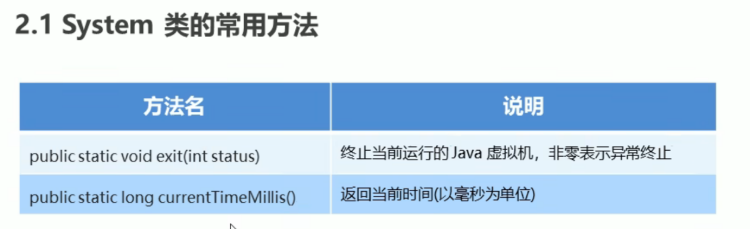 2.1 System 类的常用方法
方法名 说明
public static void exit(int status) 终止当前运行的 Java 虚拟机，非零表示异常终止
public static long currentTimeMillis() 返回当前时间(以毫秒为单位)